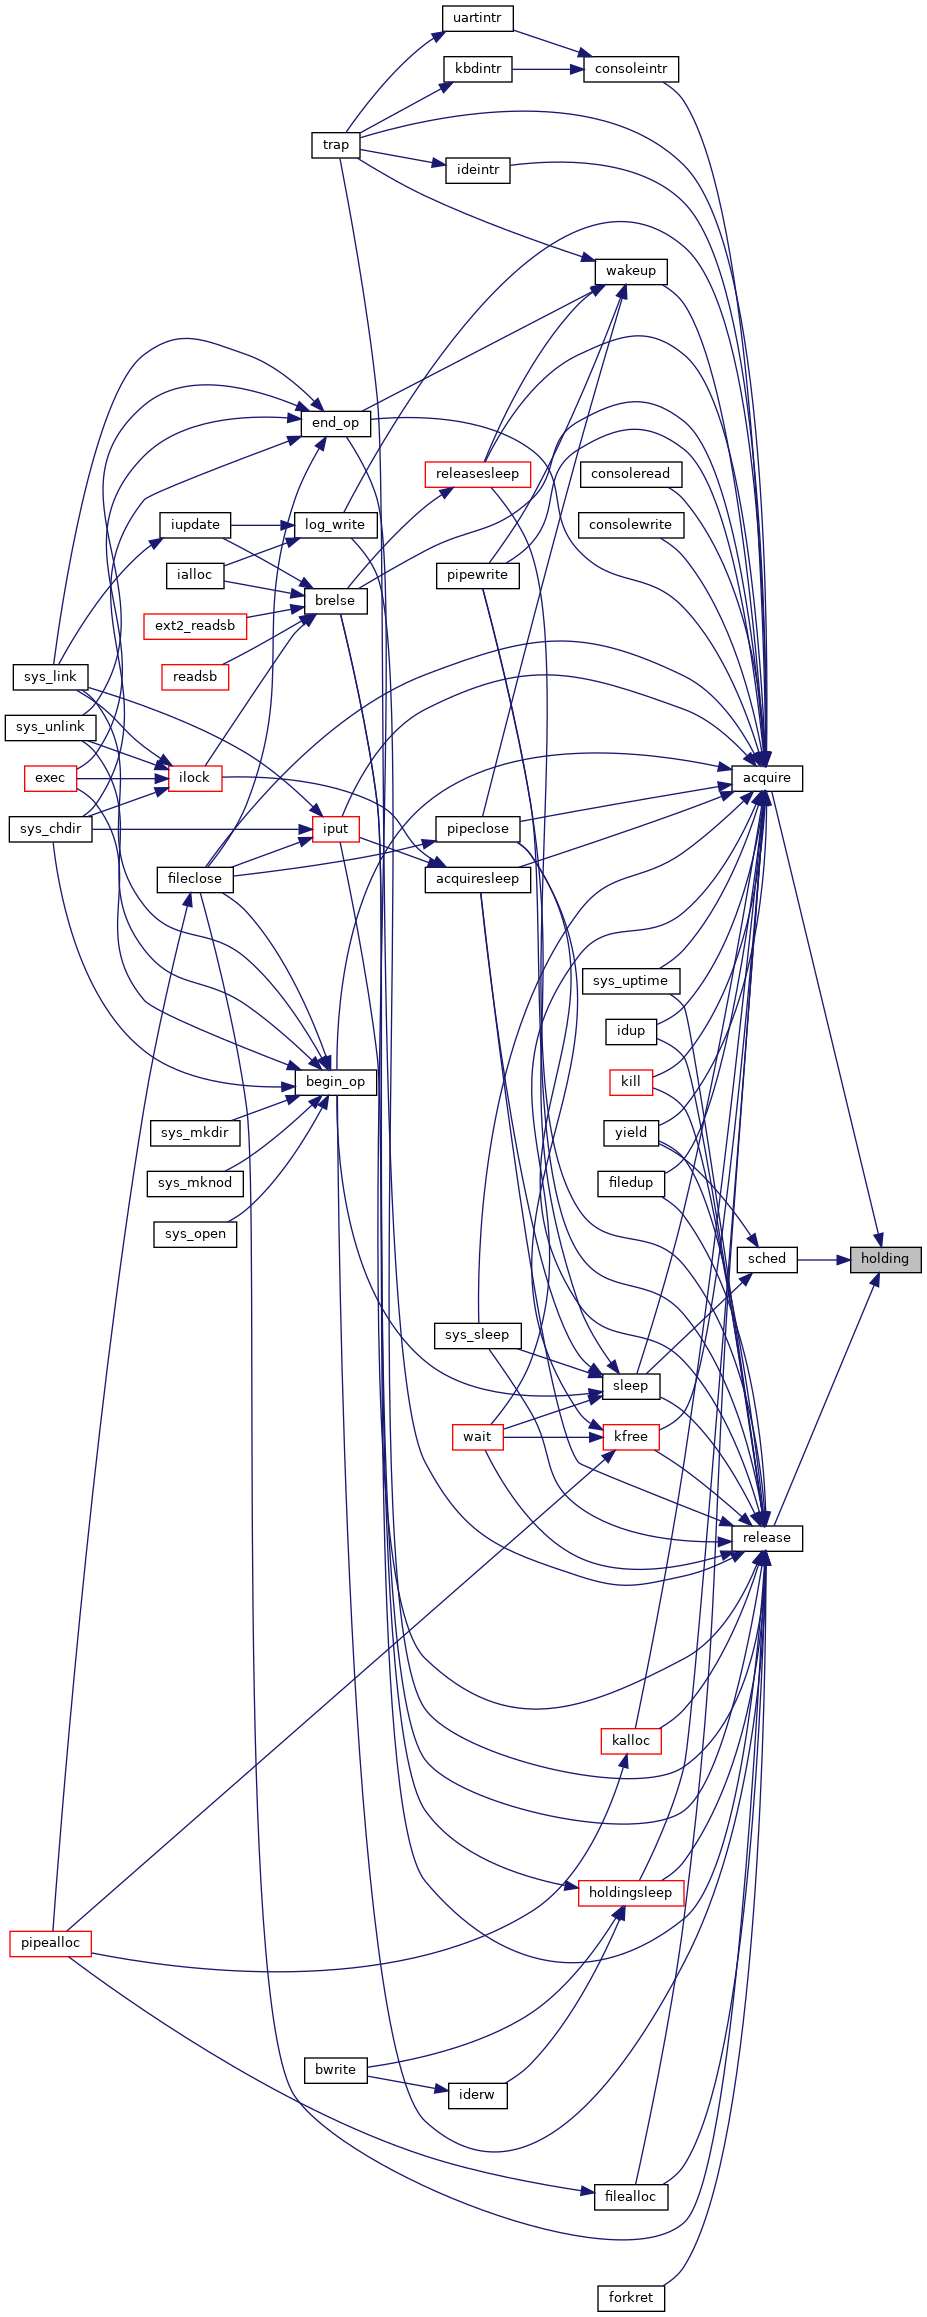 uartintr
kbdintr
consoleintr
trap
ideintr
wakeup
end_op
releasesleep
consoleread
iupdate
log_write
consolewrite
ialloc
pipewrite
brelse
ext2_readsb
sys_link
readsb
sys_unlink
exec
ilock
acquire
sys_chdir
iput
pipeclose
fileclose
acquiresleep
sys_uptime
idup
begin_op
kill
sys_mkdir
yield
sys_mknod
filedup
sys_open
sched
holding
sys_sleep
sleep
wait
kfree
release
kalloc
holdingsleep
pipealloc
bwrite
iderw
filealloc
forkret